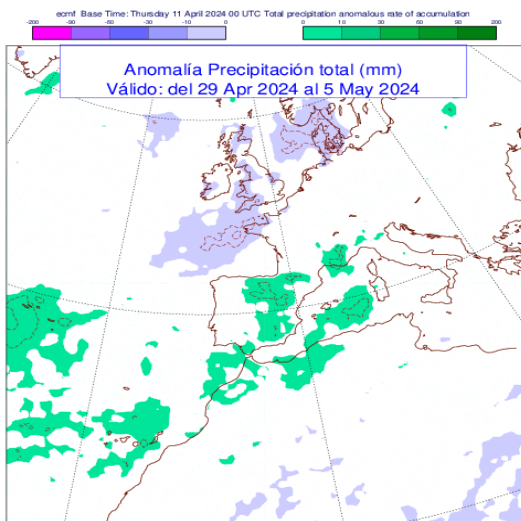 ecmf Base Time: Thursday 11 April 2024 00 UTC Total precipitation anomalous rate of accumulation
-200 -90 -60 -30 -10 0 0 10 30 60 90 200
Anomalía Precipitación total (mm)
Válido: del 29 Apr 2024 al 5 May 2024